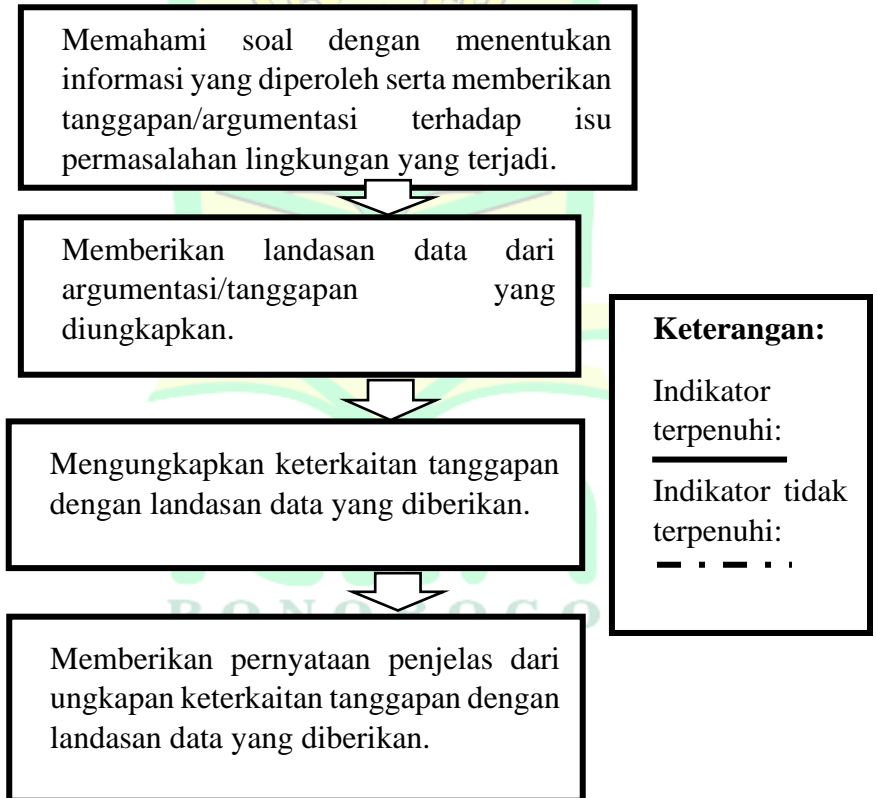 Memahami soal dengan menentukan
informasi yang diperoleh serta memberikan
tanggapan/argumentasi terhadap isu
permasalahan lingkungan yang terjadi.
Memberikan landasan data dari
argumentasi/tanggapan yang
diungkapkan.
Mengungkapkan keterkaitan tanggapan
dengan landasan data yang diberikan.
Memberikan pernyataan penjelas dari
ungkapan keterkaitan tanggapan dengan
landasan data yang diberikan.
Keterangan:
Indikator
terpenuhi:
Indikator tidak
terpenuhi: